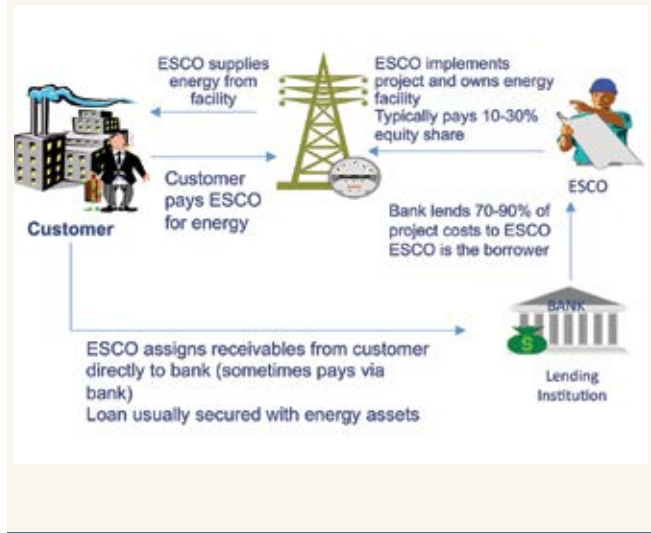 ESCO supplies
energy from
facility
ESCO implements
project and owns energy
facility
Typically pays 10-30%
equity share
Customer
pays ESCO
for energy
Customer
ESCO
Bank lends 70-90% of
project costs to ESCO
ESCO is the borrower
BANK
$
Lending
Institution
ESCO assigns receivables from customer
directly to bank (sometimes pays via
bank)
Loan usually secured with energy assets